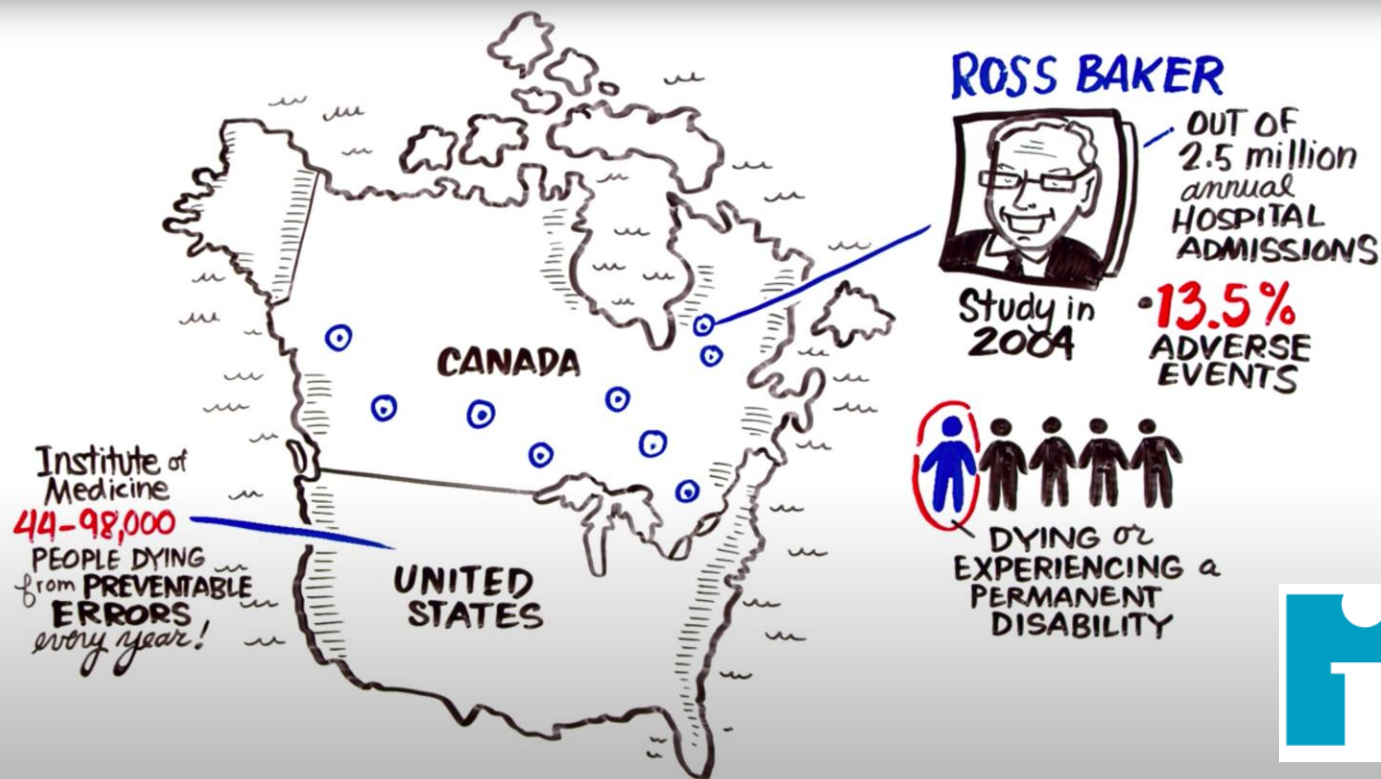 ROSS BAKER
OUT OF
2.5 million
annual
HOSPITAL
ADMISSIONS
Study in
2004
•13.5%
ADVERSE
EVENTS
CANADA
Institute of
Medicine
44-98,000
PEOPLE DYING
from PREVENTABLE
ERRORS
every year!
UNITED
STATES
DYING or
EXPERIENCING a
PERMANENT
DISABILITY